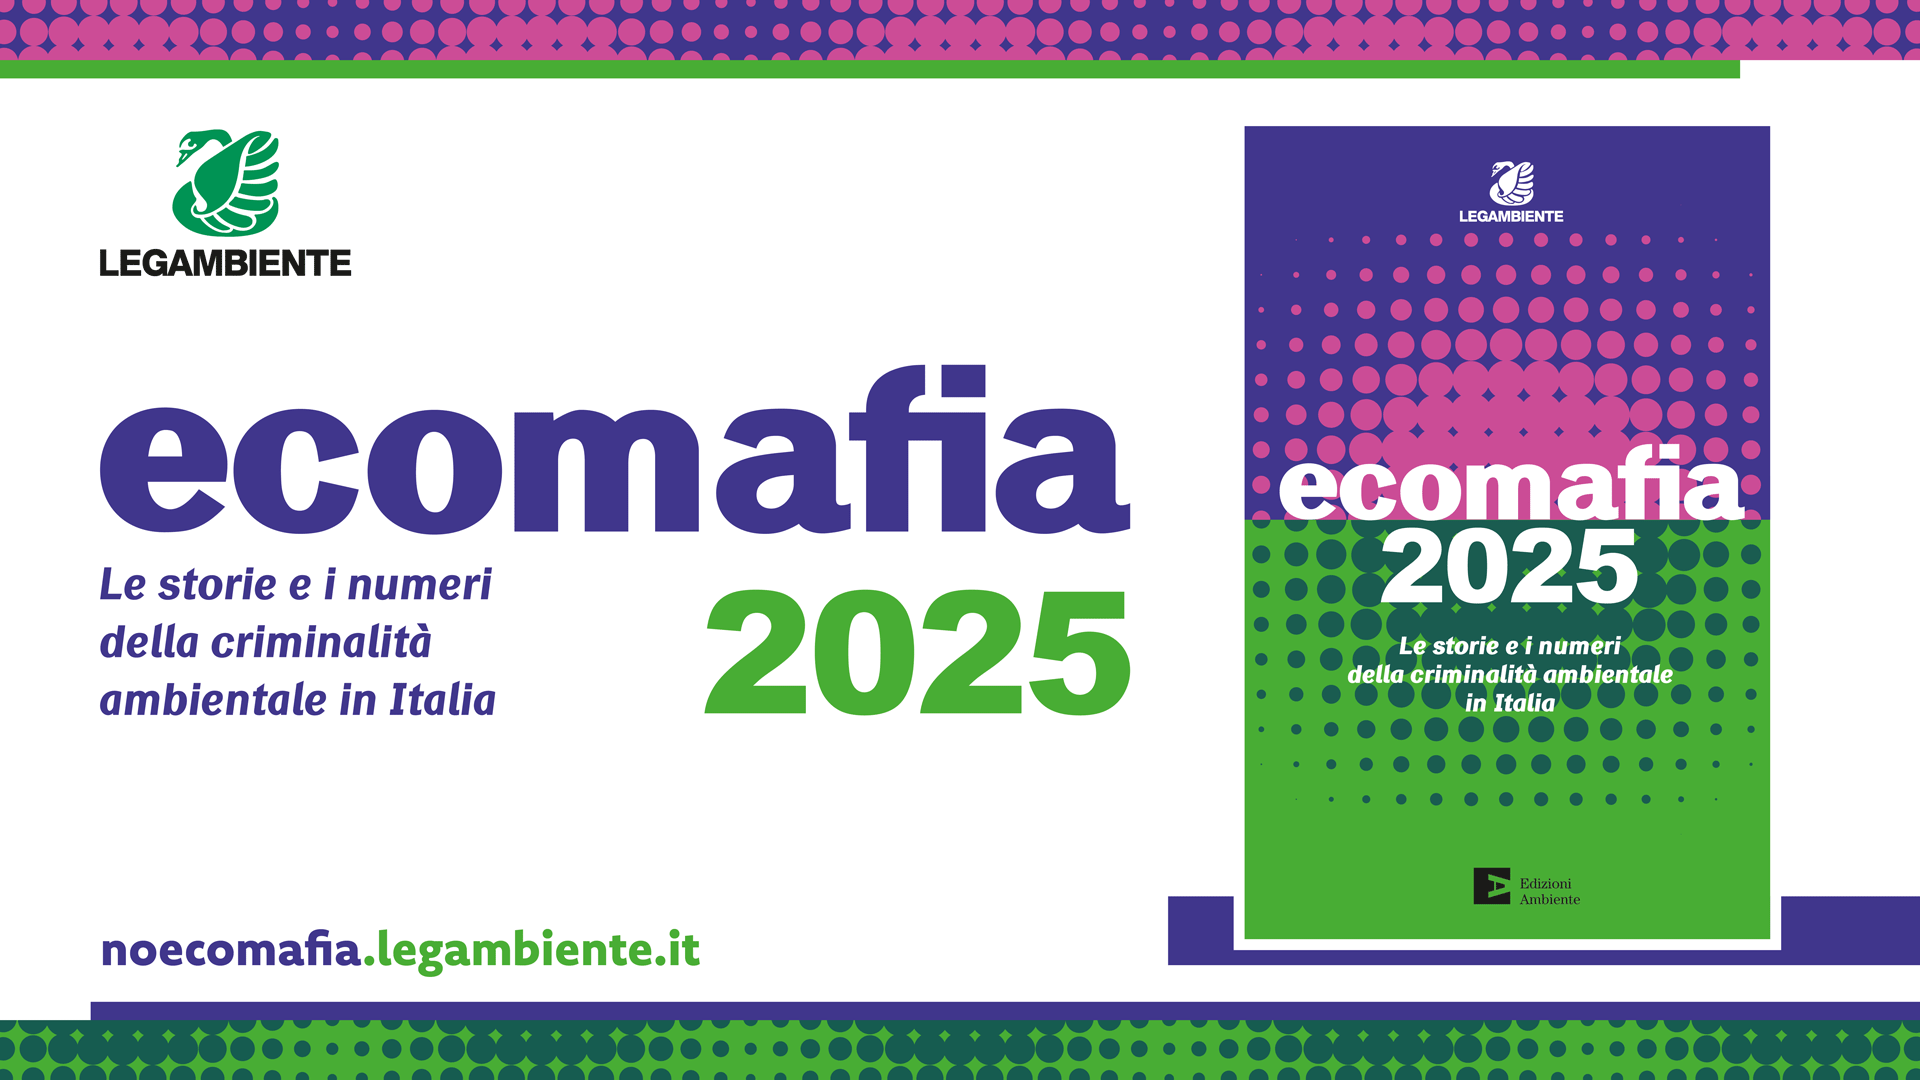 LEGAMBIENTE
ecomafia
2025
Le storie e i numeri
della criminalità
ambientale in Italia
noecomafia.legambiente.it
LEGAMBIENTE
ecomafia
2025
Le storie e i numeri
della criminalità ambientale
in Italia
Edizioni
Ambiente